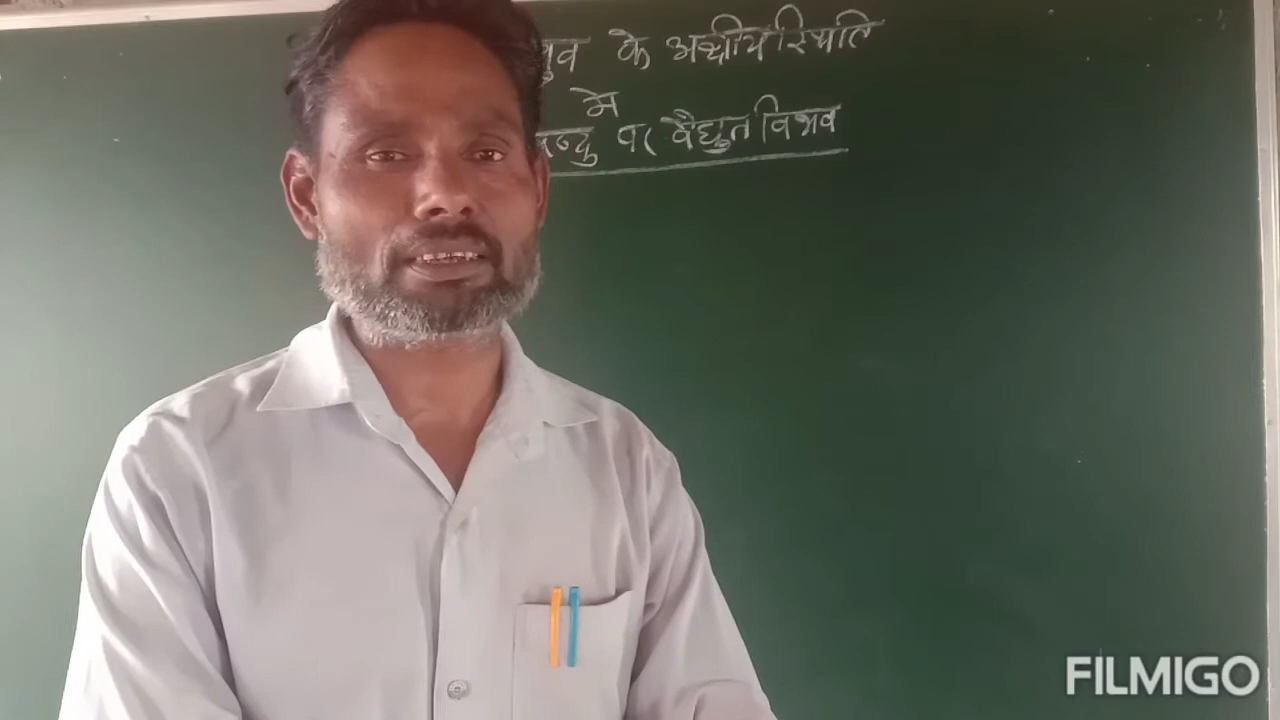 के अक्षीय स्थिति
में
पर वैद्युत विभव
FILMIGO